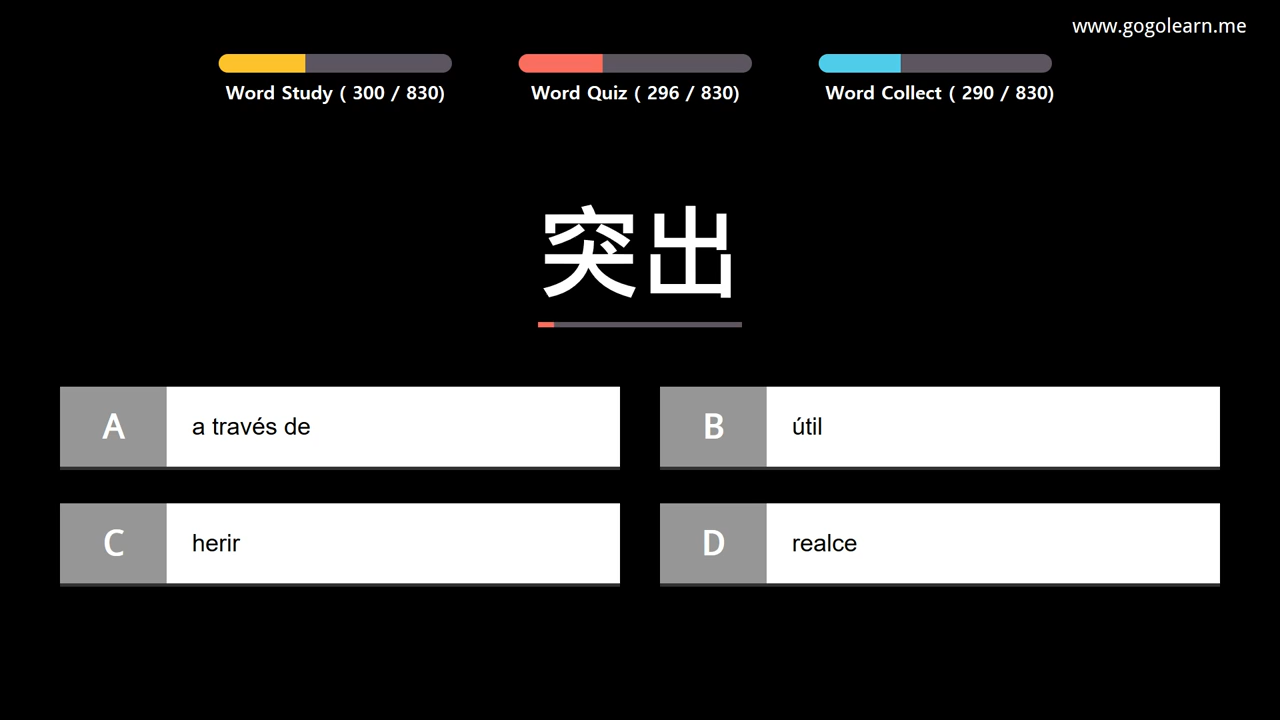 www.gogolearn.me
Word Study ( 300 / 830)
Word Quiz ( 296 / 830)
Word Collect ( 290 / 830)
突出
A a través de
B útil
C herir
D realce